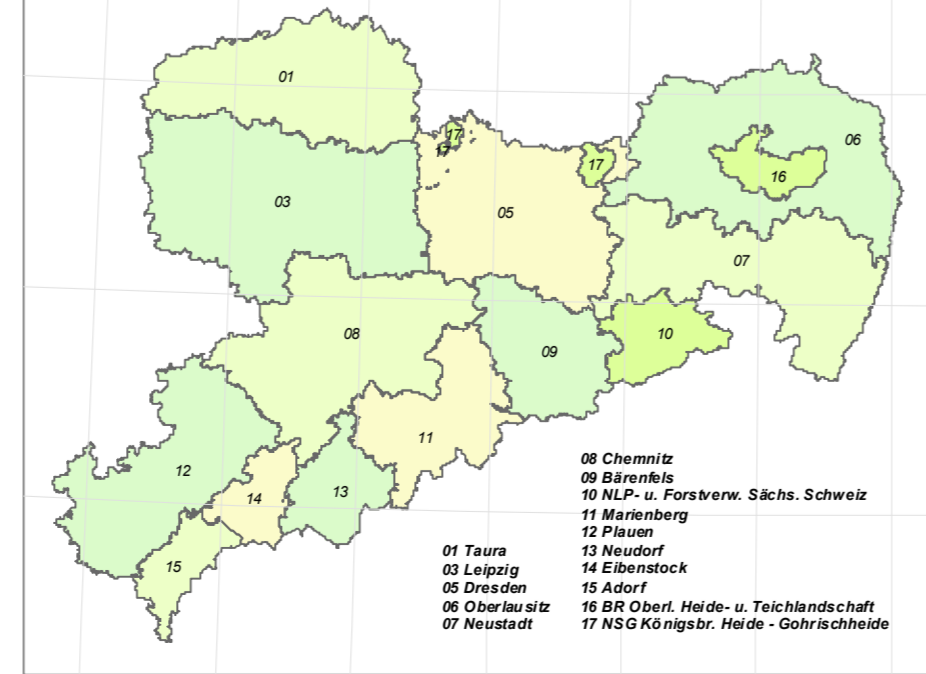 01
17
06
17
17
16
03
05
07
08
10
09
11
12
13
14
15
01 Taura
03 Leipzig
05 Dresden
06 Oberlausitz
07 Neustadt
08 Chemnitz
09 Bärenfels
10 NLP- u. Forstverw. Sächs. Schweiz
11 Marienberg
12 Plauen
13 Neudorf
14 Eibenstock
15 Adorf
16 BR Oberl. Heide- u. Teichlandschaft
17 NSG Königsbr. Heide - Gohrischheide